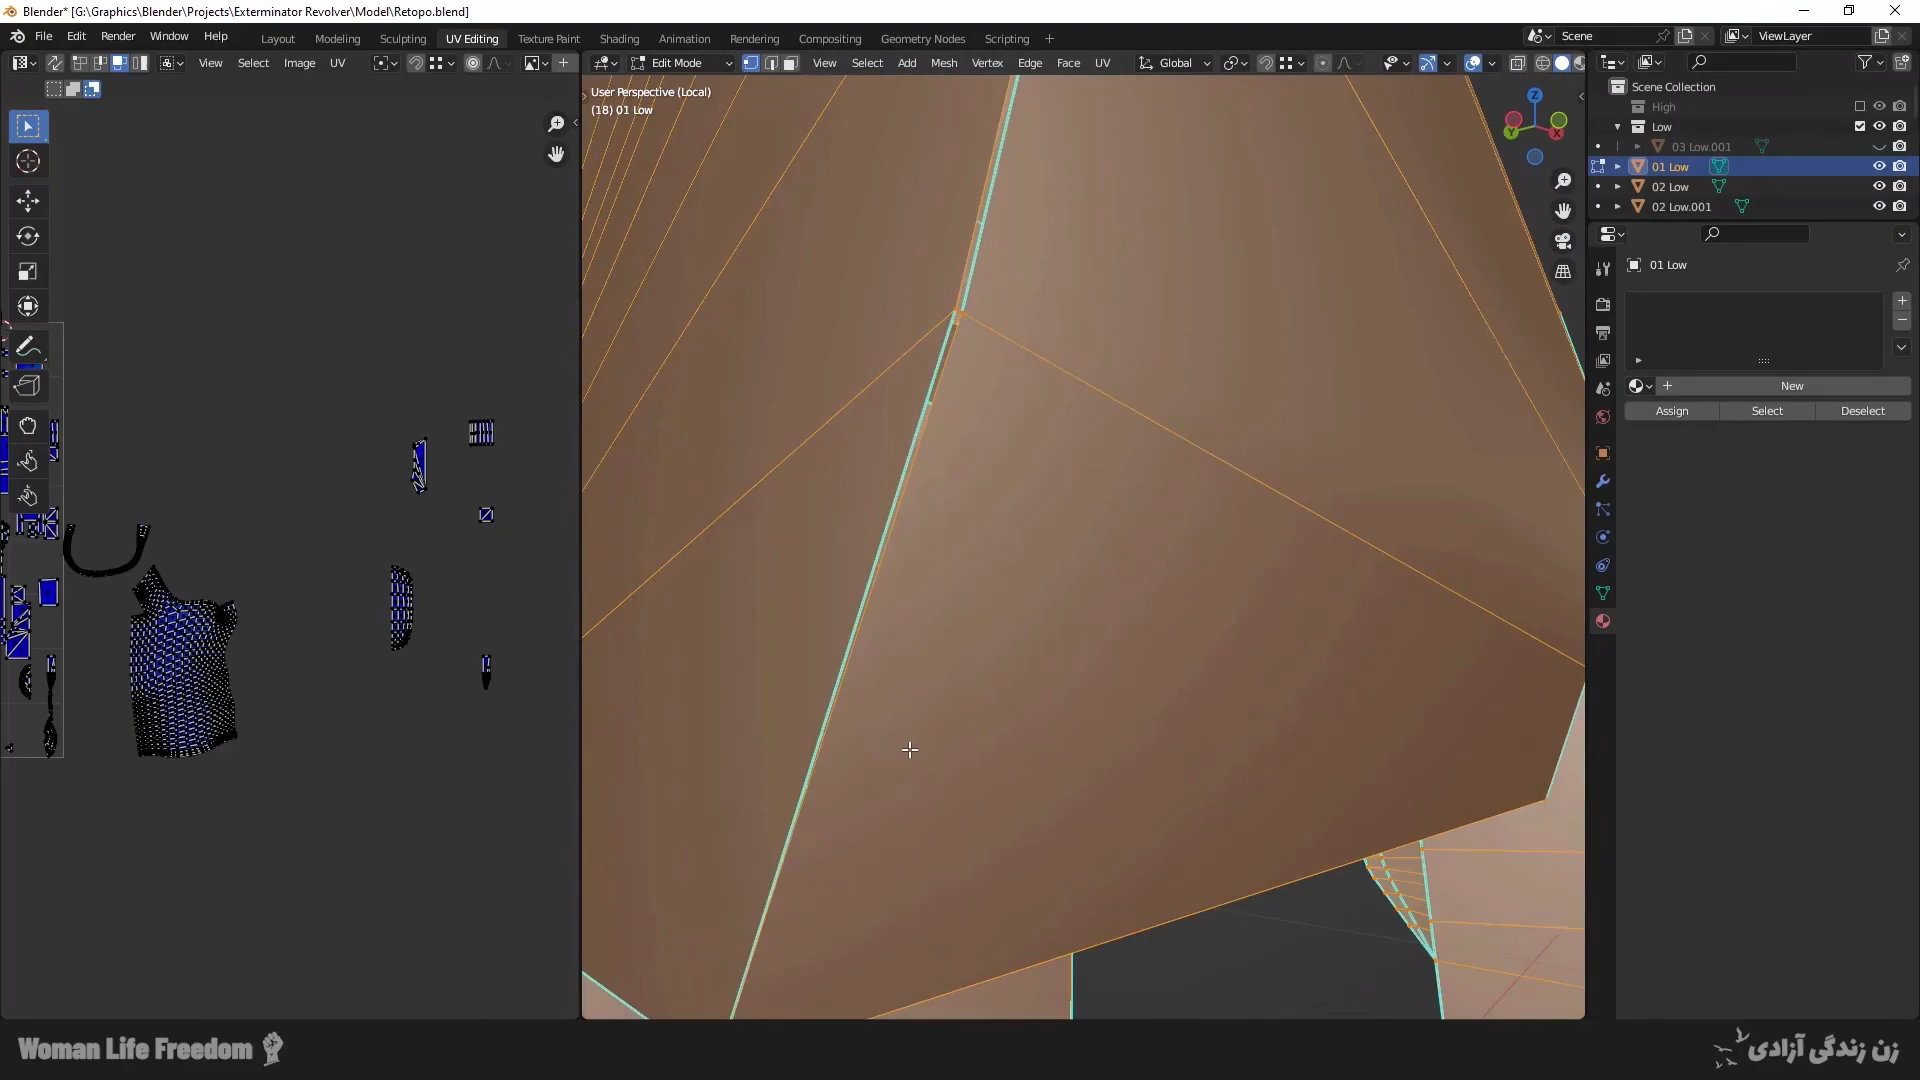 Blender* [G:\Graphics\Blender\Projects\Exterminator Revolver\Model\Retopo.blend]
File Edit Render Window Help
Layout Modeling Sculpting UV Editing Texture Paint Shading Animation Rendering Compositing Geometry Nodes Scripting
Scene
ViewLayer
View Select Image UV
Edit Mode
View Select Add Mesh Vertex Edge Face UV
Global
User Perspective (Local)
(18) 01 Low
Z
Y
X
Scene Collection
High
Low
03 Low.001
01 Low
02 Low
02 Low.001
01 Low
New
Assign Select Deselect
Woman Life Freedom
زن زندگی آزادی